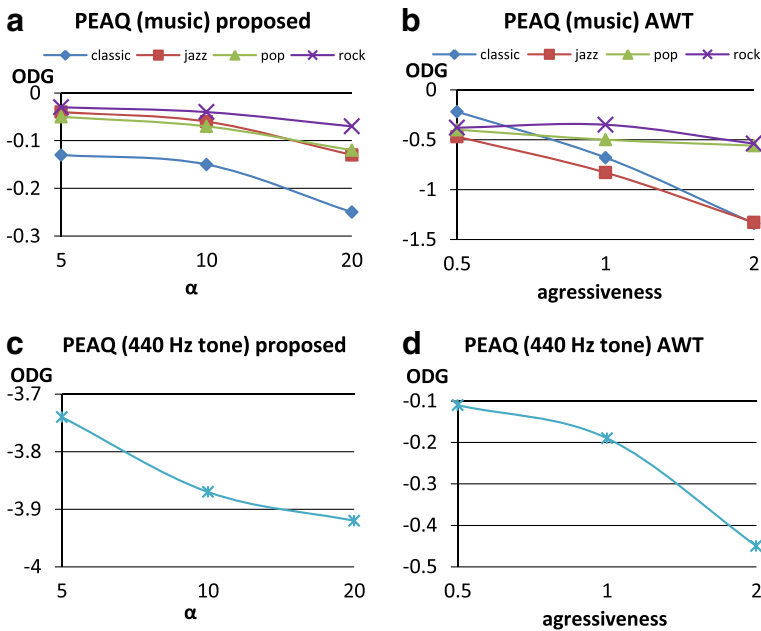 a PEAQ (music) proposed
classic jazz pop rock
ODG
0
-0.1
-0.2
-0.3
5 10 20
α
b PEAQ (music) AWT
classic jazz pop rock
ODG
0
-0.5
-1
-1.5
0.5 1 2
agressiveness
c PEAQ (440 Hz tone) proposed
ODG
-3.7
-3.8
-3.9
-4
5 10 20
α
d PEAQ (440 Hz tone) AWT
ODG
-0.1
-0.2
-0.3
-0.4
-0.5
0.5 1 2
agressiveness